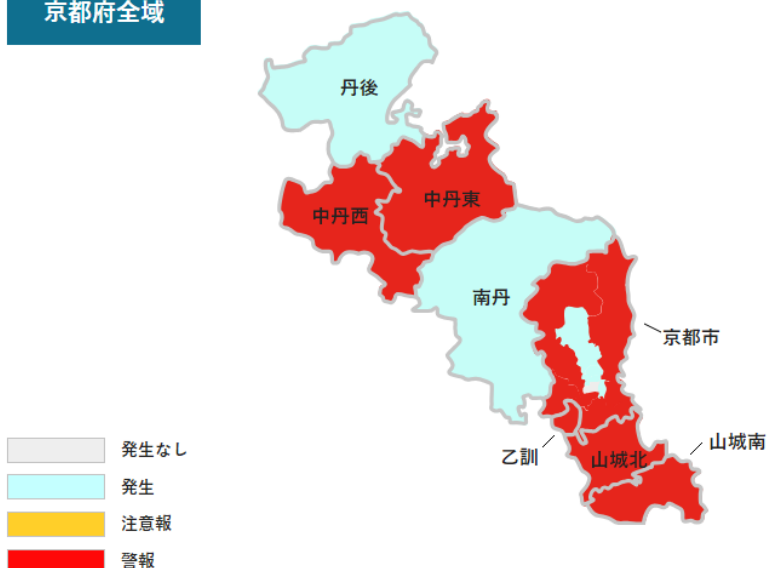 京都府全域
丹後
中丹東
中丹西
南丹
京都市
山城南
乙訓
山城北
発生なし
発生
注意報
警報